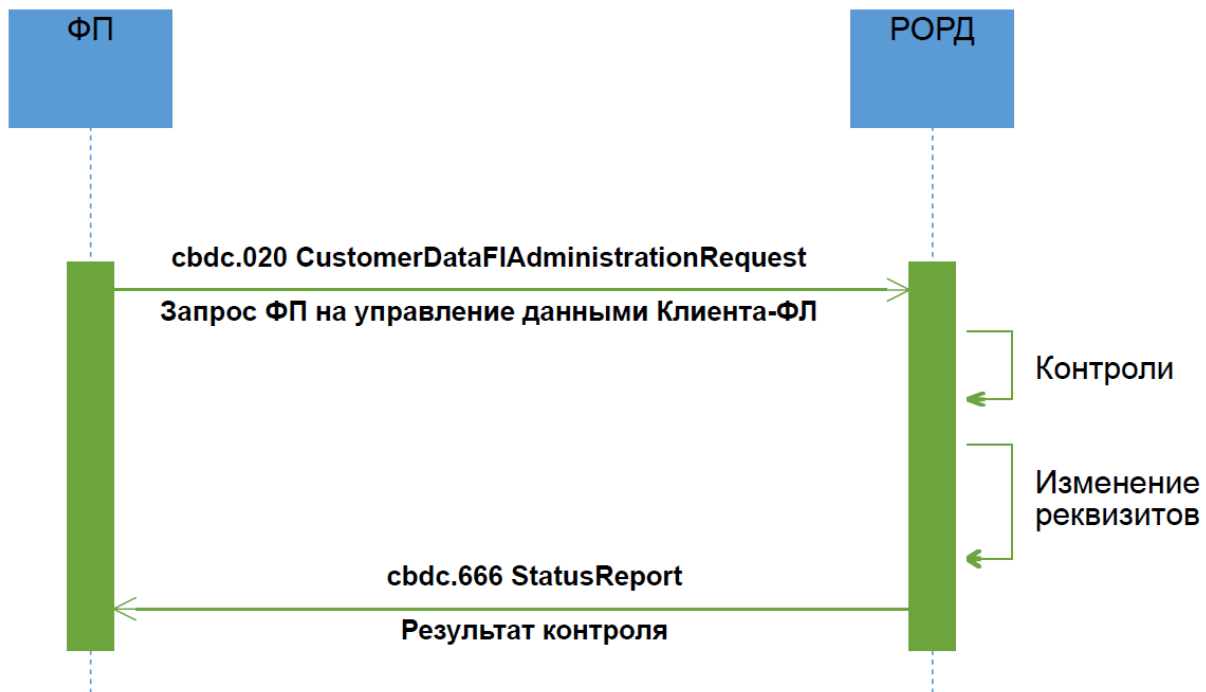 ФП
РОРД
cbdc.020 CustomerDataFIAdministrationRequest
Запрос ФП на управление данными Клиента-ФЛ
Контроли
Изменение
реквизитов
cbdc.666 StatusReport
Результат контроля